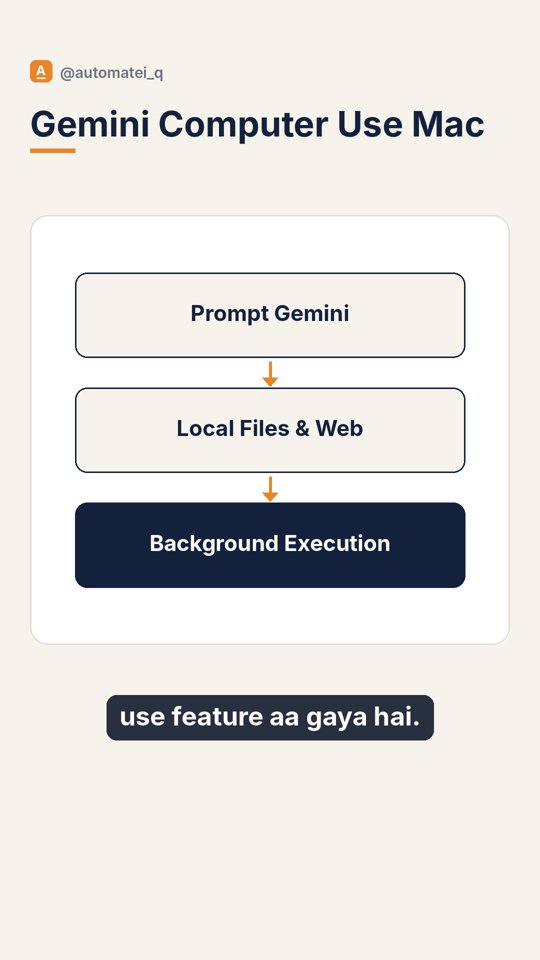 A
@automatei_q
Gemini Computer Use Mac
Prompt Gemini
Local Files & Web
Background Execution
use feature aa gaya hai.